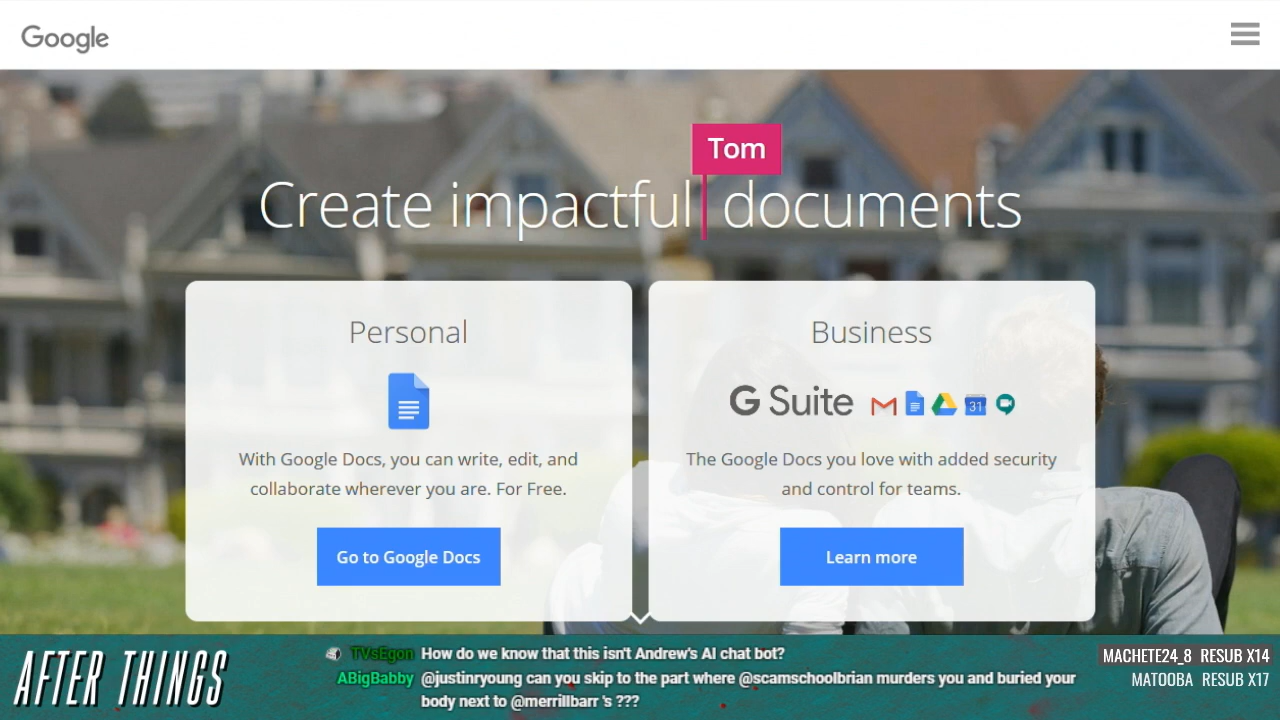 Google
Tom
Create impactful documents
Personal
With Google Docs, you can write, edit, and
collaborate wherever you are. For Free.
Go to Google Docs
Business
G Suite
31
The Google Docs you love with added security
and control for teams.
Learn more
AFTER THINGS
TVsEgon How do we know that this isn't Andrew's AI chat bot?
ABigBabby @justinryoung can you skip to the part where @scamschoolbrian murders you and buried your
body next to @merrillbarr 's ???
MACHETE24_8 RESUB X14
MATOOBA RESUB X17